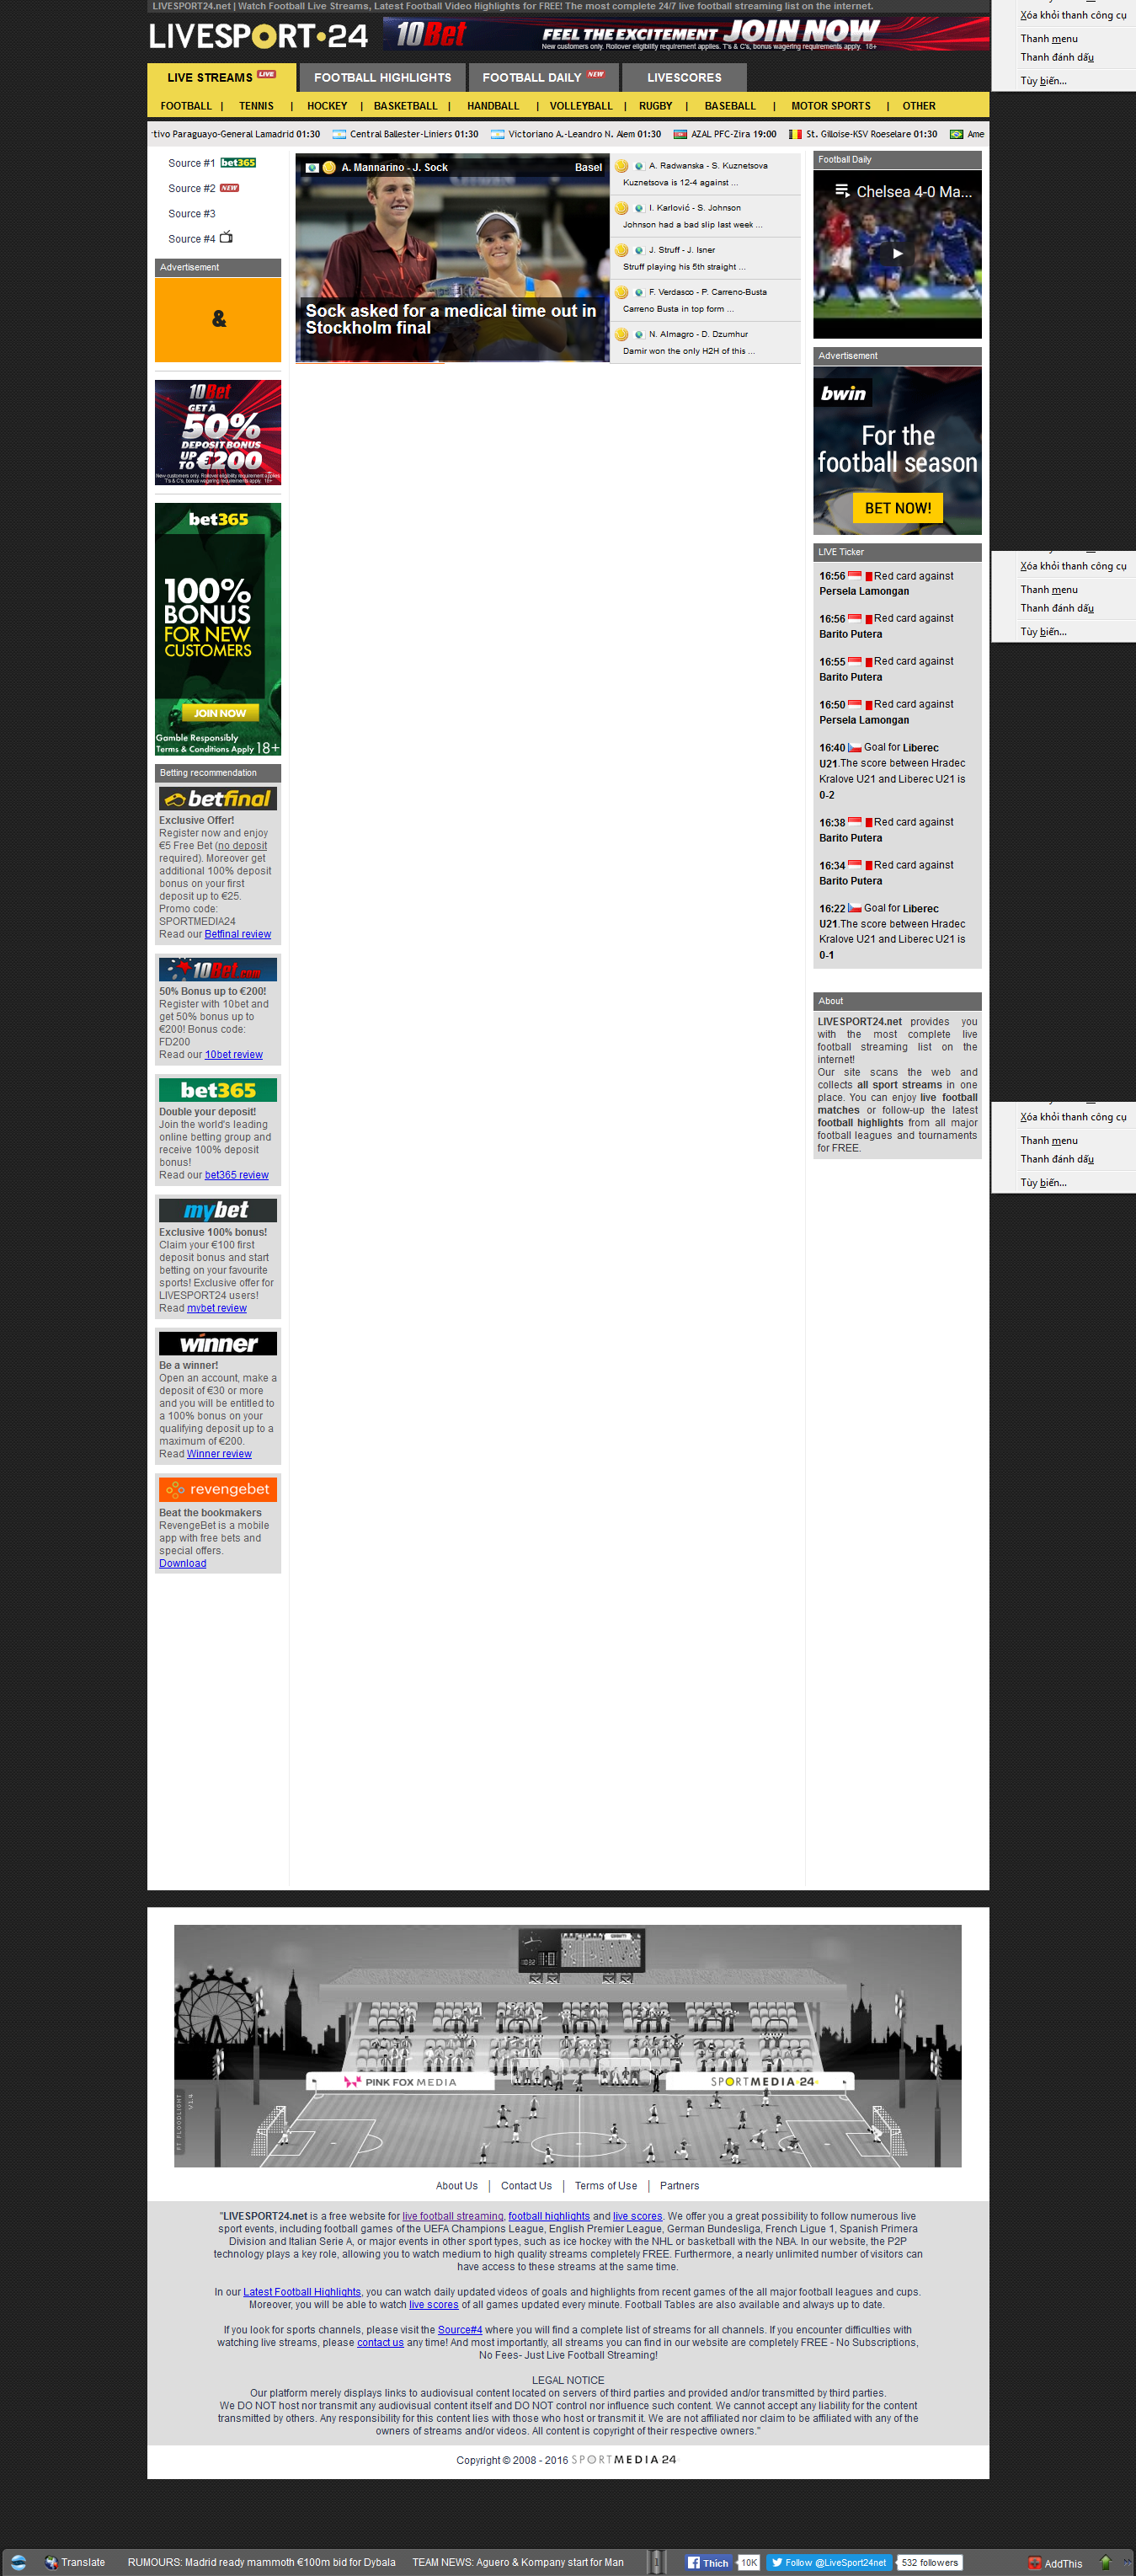 LIVESPORT24.net | Watch Football Live Streams, Latest Football Video Highlights for FREE! The most complete 24/7 live football streaming list on the internet.
LIVESPORT·24
10Bet
FEEL THE EXCITEMENT JOIN NOW
New customers only. Rollover eligibility requirement applies. T's & C's, bonus wagering requirements apply. 18+
LIVE STREAMS LIVE
FOOTBALL HIGHLIGHTS
FOOTBALL DAILY NEW
LIVESCORES
FOOTBALL | TENNIS | HOCKEY | BASKETBALL | HANDBALL | VOLLEYBALL | RUGBY | BASEBALL | MOTOR SPORTS | OTHER
tivo Paraguayo-General Lamadrid 01:30 Central Ballester-Liniers 01:30 Victoriano A.-Leandro N. Alem 01:30 AZAL PFC-Zira 19:00 St. Gilloise-KSV Roeselare 01:30 Ame
Source #1 bet365
Source #2 NEW
Source #3
Source #4
Advertisement
&
10Bet
GET A
50%
DEPOSIT BONUS
UP TO €200
New customers only. Rollover eligibility requirement applies
T's & C's, bonus wagering requirements apply. 18+
bet365
100%
BONUS
FOR NEW
CUSTOMERS
JOIN NOW
Gamble Responsibly
Terms & Conditions Apply 18+
Betting recommendation
betfinal
Exclusive Offer!
Register now and enjoy
€5 Free Bet (no deposit
required). Moreover get
additional 100% deposit
bonus on your first
deposit up to €25.
Promo code:
SPORTMEDIA24
Read our Betfinal review
10Bet.com
50% Bonus up to €200!
Register with 10bet and
get 50% bonus up to
€200! Bonus code:
FD200
Read our 10bet review
bet365
Double your deposit!
Join the world's leading
online betting group and
receive 100% deposit
bonus!
Read our bet365 review
mybet
Exclusive 100% bonus!
Claim your €100 first
deposit bonus and start
betting on your favourite
sports! Exclusive offer for
LIVESPORT24 users!
Read mybet review
winner
Be a winner!
Open an account, make a
deposit of €30 or more
and you will be entitled to
a 100% bonus on your
qualifying deposit up to a
maximum of €200.
Read Winner review
revengebet
Beat the bookmakers
RevengeBet is a mobile
app with free bets and
special offers.
Download
A. Mannarino - J. Sock Basel
Sock asked for a medical time out in
Stockholm final
A. Radwanska - S. Kuznetsova
Kuznetsova is 12-4 against ...
I. Karlović - S. Johnson
Johnson had a bad slip last week ...
J. Struff - J. Isner
Struff playing his 5th straight ...
F. Verdasco - P. Carreno-Busta
Carreno Busta in top form ...
N. Almagro - D. Dzumhur
Damir won the only H2H of this ...
Football Daily
Chelsea 4-0 Ma...
Advertisement
bwin
For the
football season
BET NOW!
LIVE Ticker
16:56 Red card against
Persela Lamongan
16:56 Red card against
Barito Putera
16:55 Red card against
Barito Putera
16:50 Red card against
Persela Lamongan
16:40 Goal for Liberec
U21.The score between Hradec
Kralove U21 and Liberec U21 is
0-2
16:38 Red card against
Barito Putera
16:34 Red card against
Barito Putera
16:22 Goal for Liberec
U21.The score between Hradec
Kralove U21 and Liberec U21 is
0-1
About
LIVESPORT24.net provides you
with the most complete live
football streaming list on the
internet!
Our site scans the web and
collects all sport streams in one
place. You can enjoy live football
matches or follow-up the latest
football highlights from all major
football leagues and tournaments
for FREE.
Xóa khỏi thanh công cụ
Thanh menu
Thanh đánh dấu
Tùy biến...
Xóa khỏi thanh công cụ
Thanh menu
Thanh đánh dấu
Tùy biến...
Xóa khỏi thanh công cụ
Thanh menu
Thanh đánh dấu
Tùy biến...
PINK FOX MEDIA
SPORTMEDIA·24
About Us | Contact Us | Terms of Use | Partners
"LIVESPORT24.net is a free website for live football streaming, football highlights and live scores. We offer you a great possibility to follow numerous live
sport events, including football games of the UEFA Champions League, English Premier League, German Bundesliga, French Ligue 1, Spanish Primera
Division and Italian Serie A, or major events in other sport types, such as ice hockey with the NHL or basketball with the NBA. In our website, the P2P
technology plays a key role, allowing you to watch medium to high quality streams completely FREE. Furthermore, a nearly unlimited number of visitors can
have access to these streams at the same time.
In our Latest Football Highlights, you can watch daily updated videos of goals and highlights from recent games of the all major football leagues and cups.
Moreover, you will be able to watch live scores of all games updated every minute. Football Tables are also available and always up to date.
If you look for sports channels, please visit the Source#4 where you will find a complete list of streams for all channels. If you encounter difficulties with
watching live streams, please contact us any time! And most importantly, all streams you can find in our website are completely FREE - No Subscriptions,
No Fees- Just Live Football Streaming!
LEGAL NOTICE
Our platform merely displays links to audiovisual content located on servers of third parties and provided and/or transmitted by third parties.
We DO NOT host nor transmit any audiovisual content itself and DO NOT control nor influence such content. We cannot accept any liability for the content
transmitted by others. Any responsibility for this content lies with those who host or transmit it. We are not affiliated nor claim to be affiliated with any of the
owners of streams and/or videos. All content is copyright of their respective owners."
Copyright © 2008 - 2016 SPORTMEDIA 24
Translate RUMOURS: Madrid ready mammoth €100m bid for Dybala TEAM NEWS: Aguero & Kompany start for Man Thích 10K Follow @LiveSport24net 532 followers AddThis